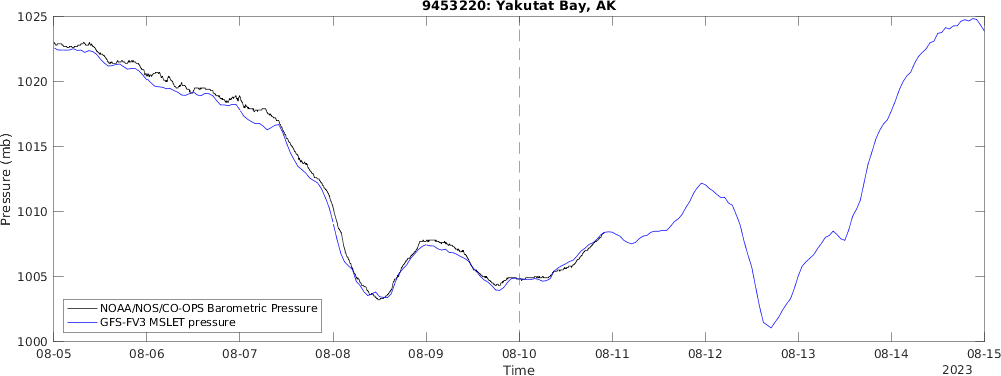 9453220: Yakutat Bay, AK
1025
1020
1015
1010
1005
1000
Pressure (mb)
NOAA/NOS/CO-OPS Barometric Pressure
GFS-FV3 MSLET pressure
08-05 08-06 08-07 08-08 08-09 08-10 08-11 08-12 08-13 08-14 08-15
Time
2023